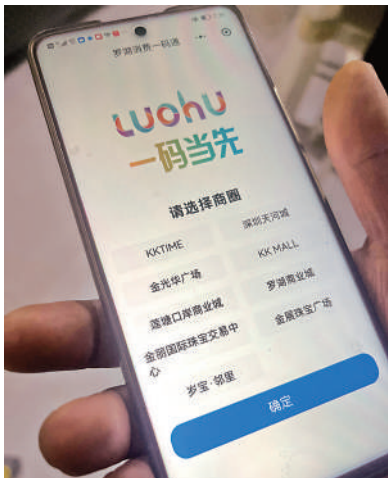 罗湖消费一码通
LUOHU
一码当先
请选择商圈
KKTIME
深圳天河城
金光华广场
KK MALL
莲塘口岸商业城
罗湖商业城
金丽国际珠宝交易中
心
金展珠宝广场
岁宝·邻里
确定